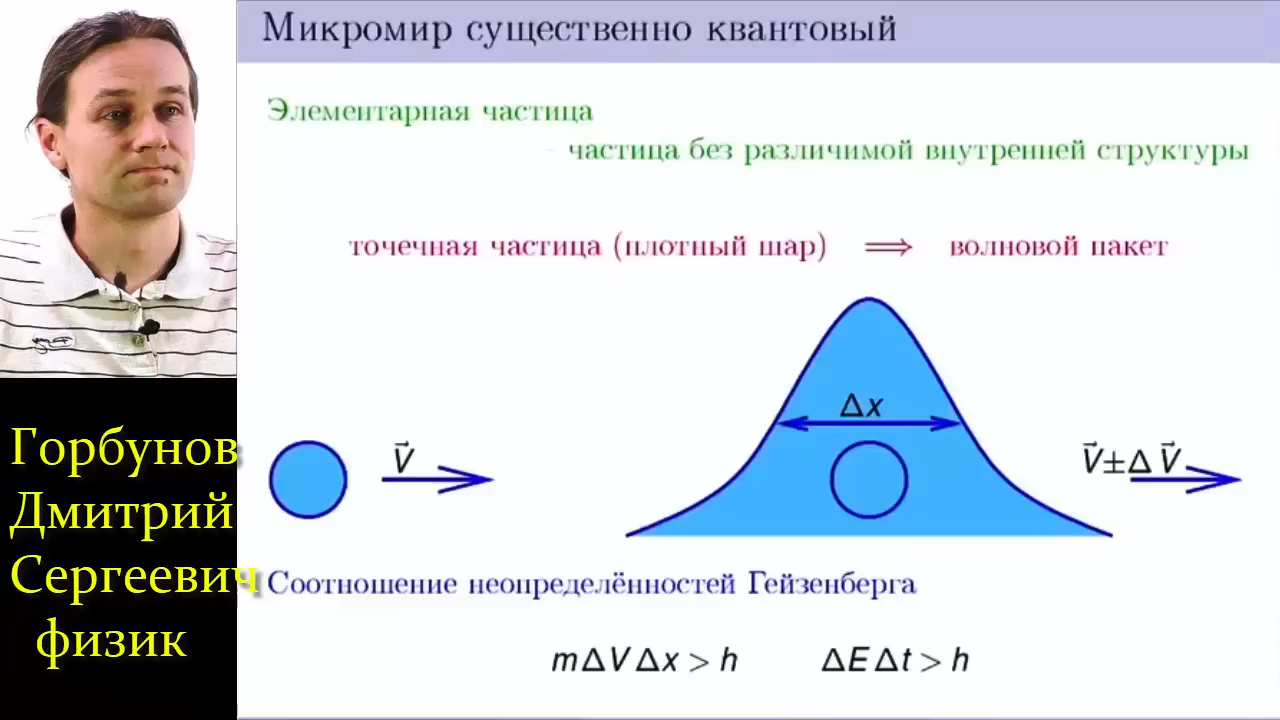 Микромир существенно квантовый
Элементарная частица
частица без различимой внутренней структуры
точечная частица (плотный шар) ⟹ волновой пакет
Δx
V⃗
V⃗±ΔV⃗
Соотношение неопределённостей Гейзенберга
mΔVΔx > h ΔEΔt > h
Горбунов
Дмитрий
Сергеевич
физик